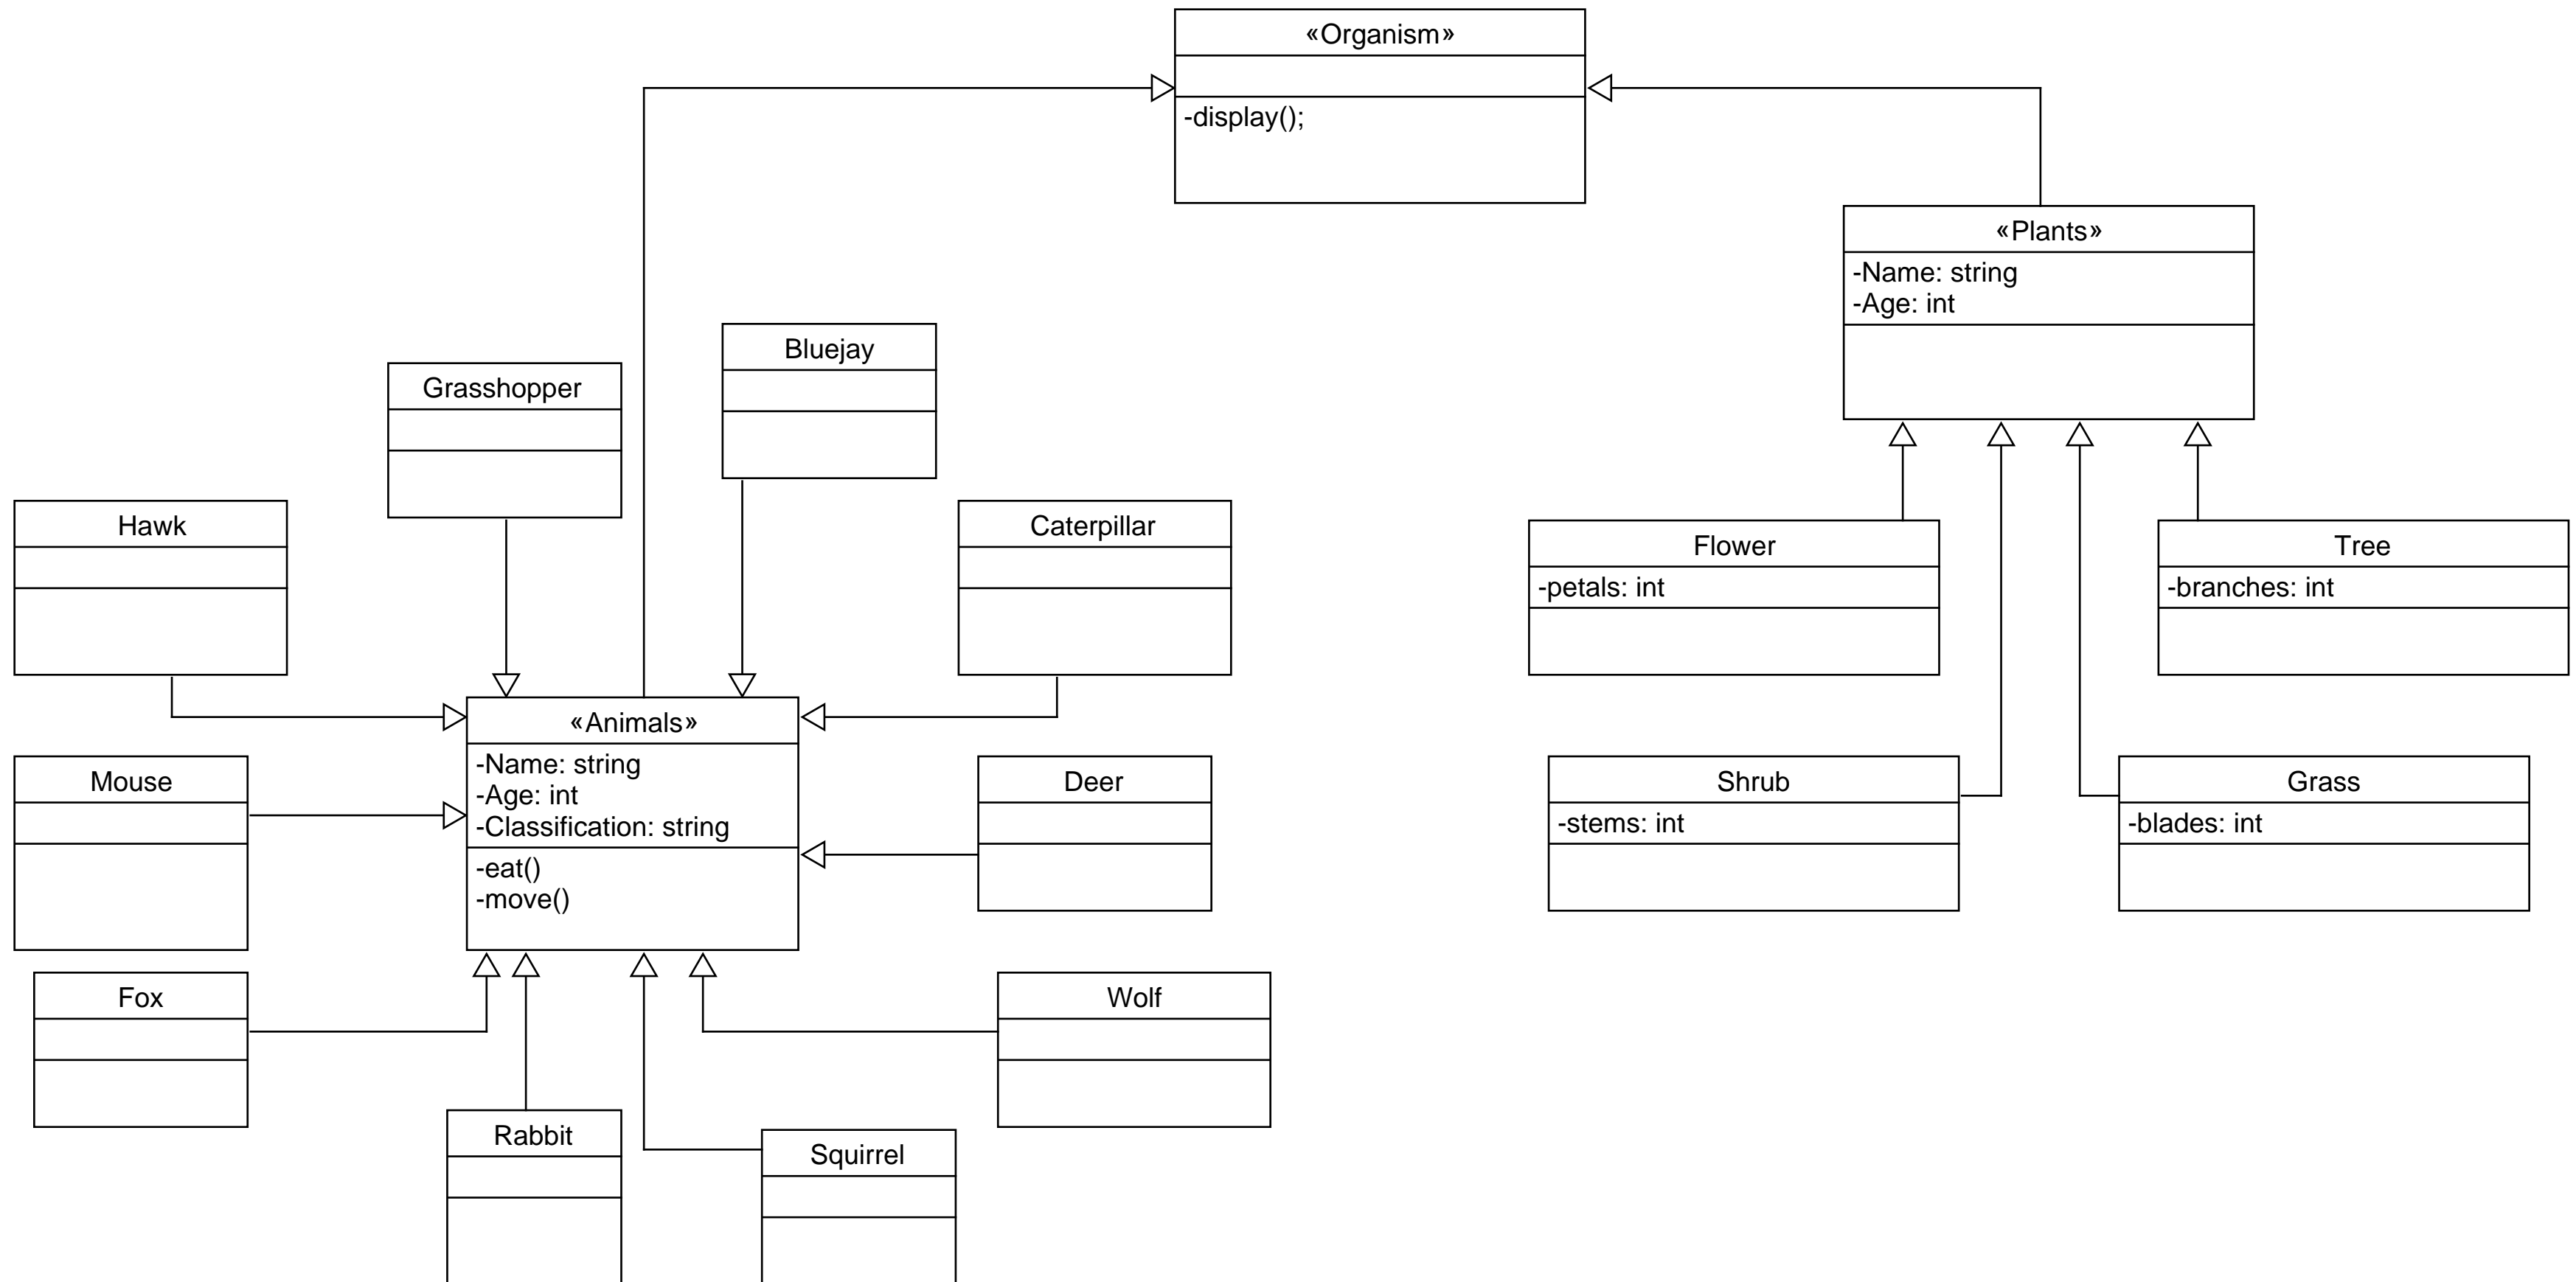 «Organism»
-display();
«Plants»
-Name: string
-Age: int
Bluejay
Grasshopper
Hawk
Caterpillar
Flower
-petals: int
Tree
-branches: int
«Animals»
-Name: string
-Age: int
-Classification: string
-eat()
-move()
Mouse
Deer
Shrub
-stems: int
Grass
-blades: int
Fox
Wolf
Rabbit
Squirrel